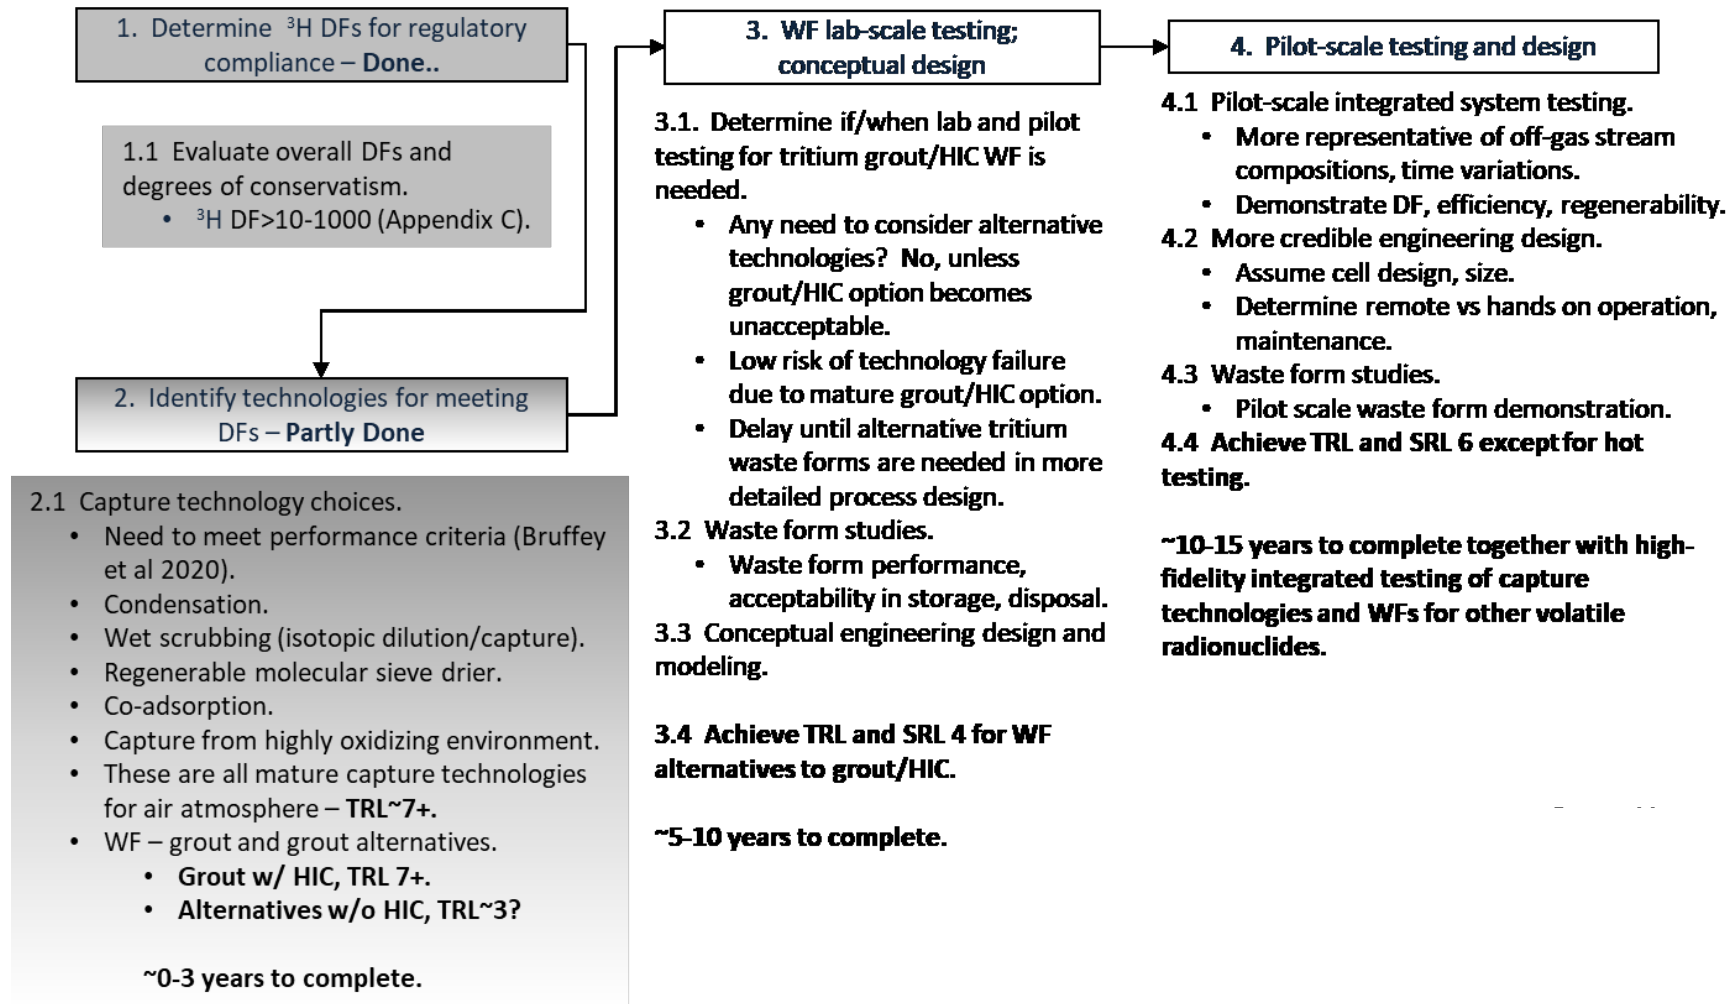 1. Determine ³H DFs for regulatory
compliance – Done..
1.1 Evaluate overall DFs and
degrees of conservatism.
• ³H DF>10-1000 (Appendix C).
2. Identify technologies for meeting
DFs – Partly Done
2.1 Capture technology choices.
• Need to meet performance criteria (Bruffey
et al 2020).
• Condensation.
• Wet scrubbing (isotopic dilution/capture).
• Regenerable molecular sieve drier.
• Co-adsorption.
• Capture from highly oxidizing environment.
• These are all mature capture technologies
for air atmosphere – TRL~7+.
• WF – grout and grout alternatives.
• Grout w/ HIC, TRL 7+.
• Alternatives w/o HIC, TRL~3?
~0-3 years to complete.
3. WF lab-scale testing;
conceptual design
3.1. Determine if/when lab and pilot
testing for tritium grout/HIC WF is
needed.
• Any need to consider alternative
technologies? No, unless
grout/HIC option becomes
unacceptable.
• Low risk of technology failure
due to mature grout/HIC option.
• Delay until alternative tritium
waste forms are needed in more
detailed process design.
3.2 Waste form studies.
• Waste form performance,
acceptability in storage, disposal.
3.3 Conceptual engineering design and
modeling.
3.4 Achieve TRL and SRL 4 for WF
alternatives to grout/HIC.
~5-10 years to complete.
4. Pilot-scale testing and design
4.1 Pilot-scale integrated system testing.
• More representative of off-gas stream
compositions, time variations.
• Demonstrate DF, efficiency, regenerability.
4.2 More credible engineering design.
• Assume cell design, size.
• Determine remote vs hands on operation,
maintenance.
4.3 Waste form studies.
• Pilot scale waste form demonstration.
4.4 Achieve TRL and SRL 6 except for hot
testing.
~10-15 years to complete together with high-
fidelity integrated testing of capture
technologies and WFs for other volatile
radionuclides.